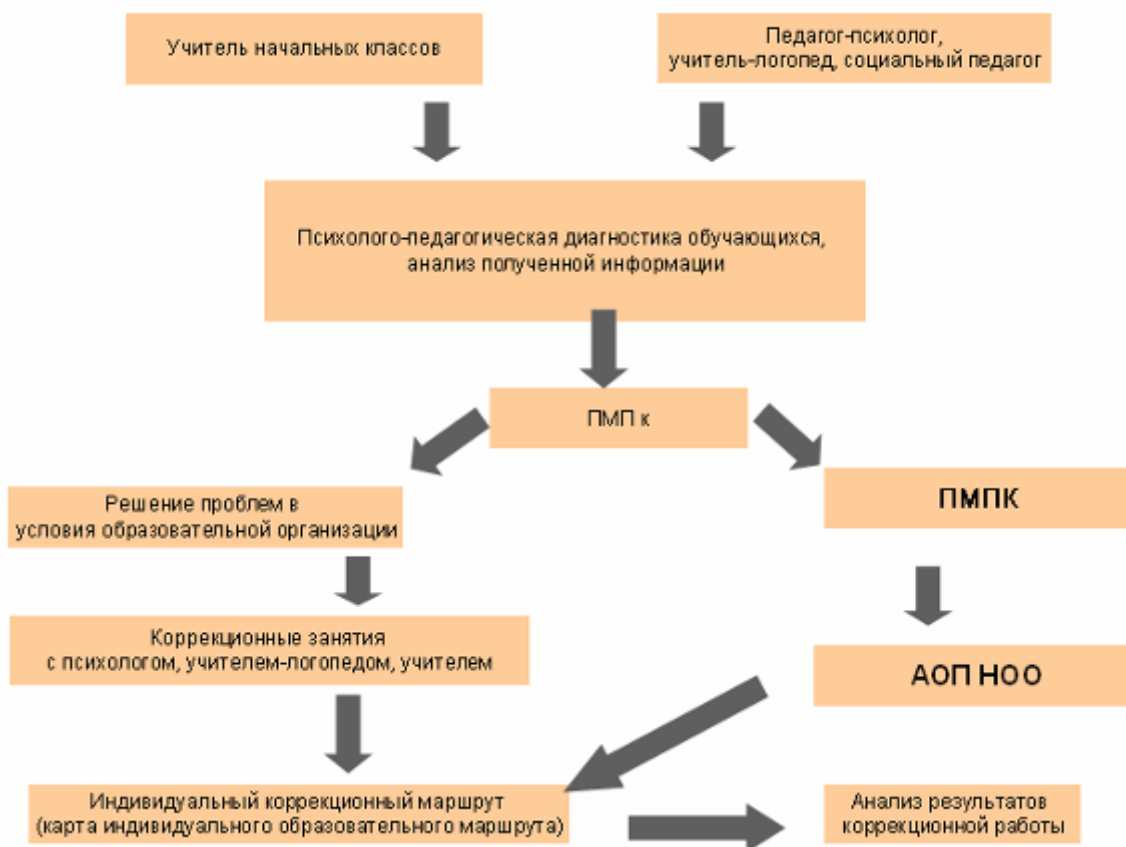 Учитель начальных классов
Педагог-психолог,
учитель-логопед, социальный педагог
Психолого-педагогическая диагностика обучающихся,
анализ полученной информации
ПМП к
Решение проблем в
условия образовательной организации
ПМПК
Коррекционные занятия
с психологом, учителем-логопедом, учителем
АОП НОО
Индивидуальный коррекционный маршрут
(карта индивидуального образовательного маршрута)
Анализ результатов
коррекционной работы